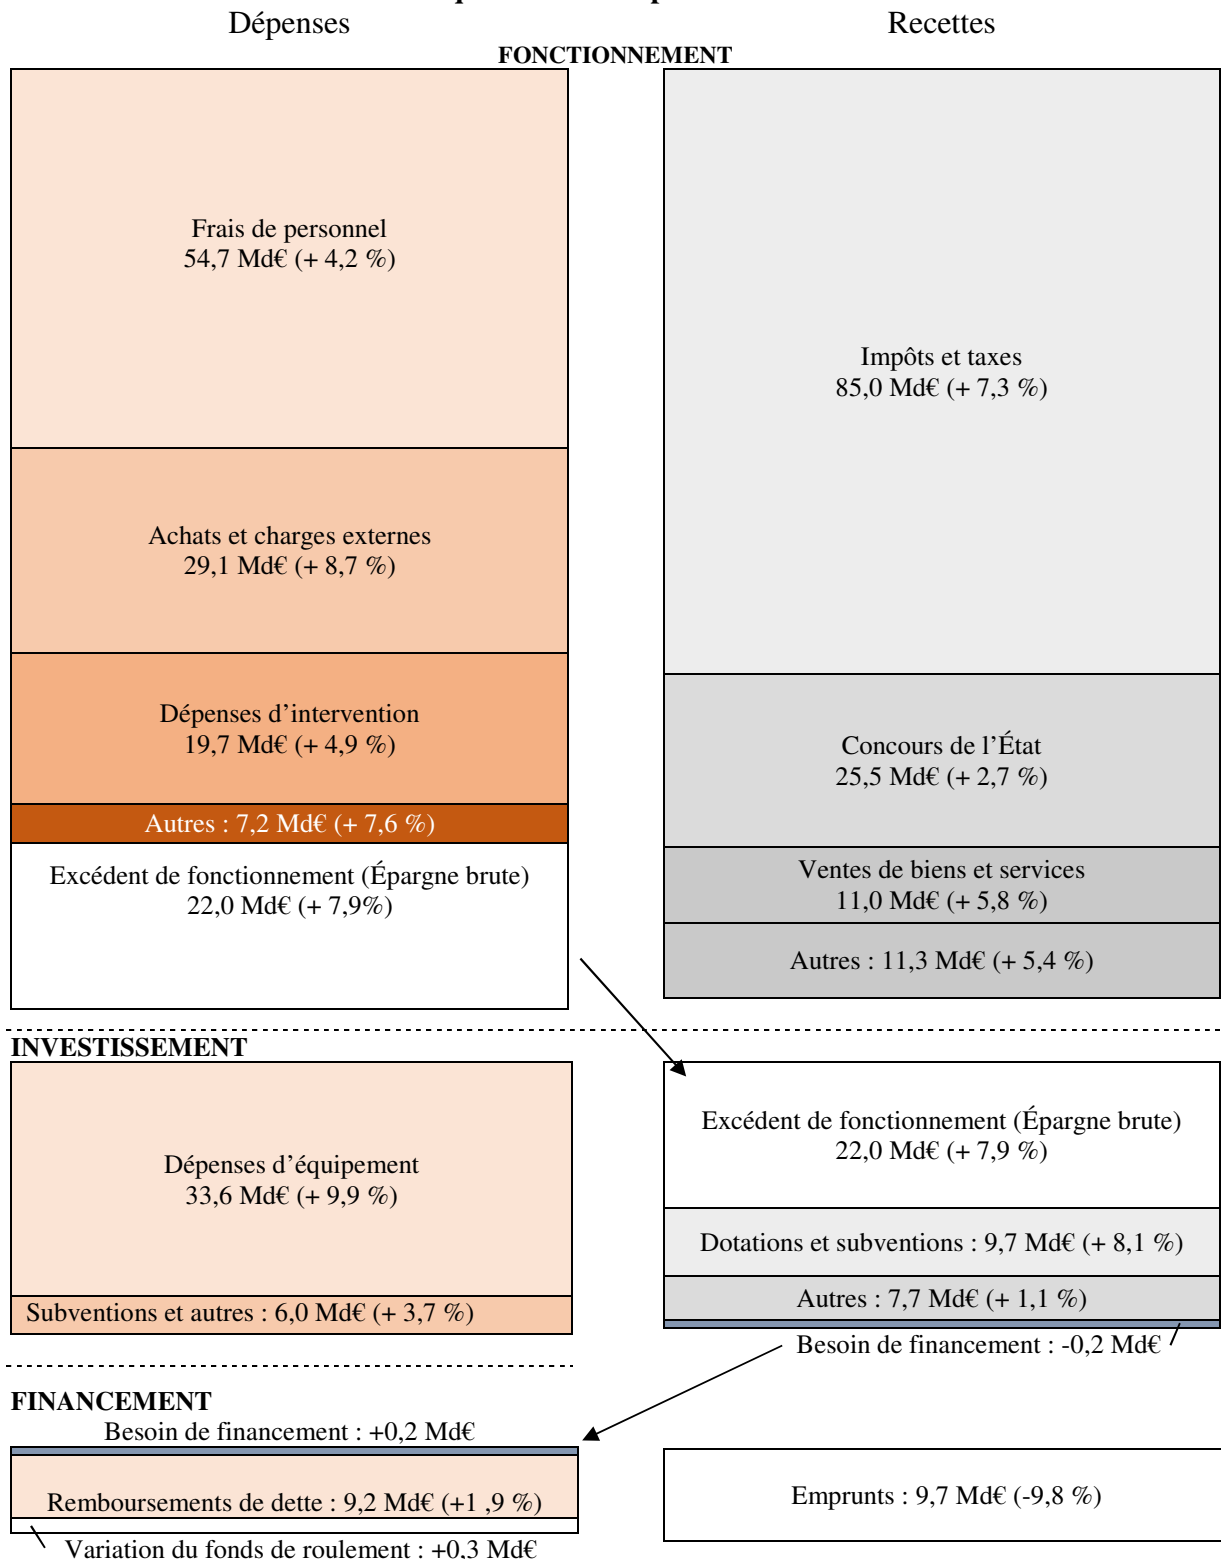 Dépenses
Recettes
FONCTIONNEMENT
Frais de personnel
54,7 Md€ (+ 4,2 %)
Achats et charges externes
29,1 Md€ (+ 8,7 %)
Dépenses d’intervention
19,7 Md€ (+ 4,9 %)
Autres : 7,2 Md€ (+ 7,6 %)
Excédent de fonctionnement (Épargne brute)
22,0 Md€ (+ 7,9%)
Impôts et taxes
85,0 Md€ (+ 7,3 %)
Concours de l’État
25,5 Md€ (+ 2,7 %)
Ventes de biens et services
11,0 Md€ (+ 5,8 %)
Autres : 11,3 Md€ (+ 5,4 %)
INVESTISSEMENT
Dépenses d’équipement
33,6 Md€ (+ 9,9 %)
Subventions et autres : 6,0 Md€ (+ 3,7 %)
Excédent de fonctionnement (Épargne brute)
22,0 Md€ (+ 7,9 %)
Dotations et subventions : 9,7 Md€ (+ 8,1 %)
Autres : 7,7 Md€ (+ 1,1 %)
Besoin de financement : -0,2 Md€
FINANCEMENT
Besoin de financement : +0,2 Md€
Remboursements de dette : 9,2 Md€ (+1 ,9 %)
Variation du fonds de roulement : +0,3 Md€
Emprunts : 9,7 Md€ (-9,8 %)